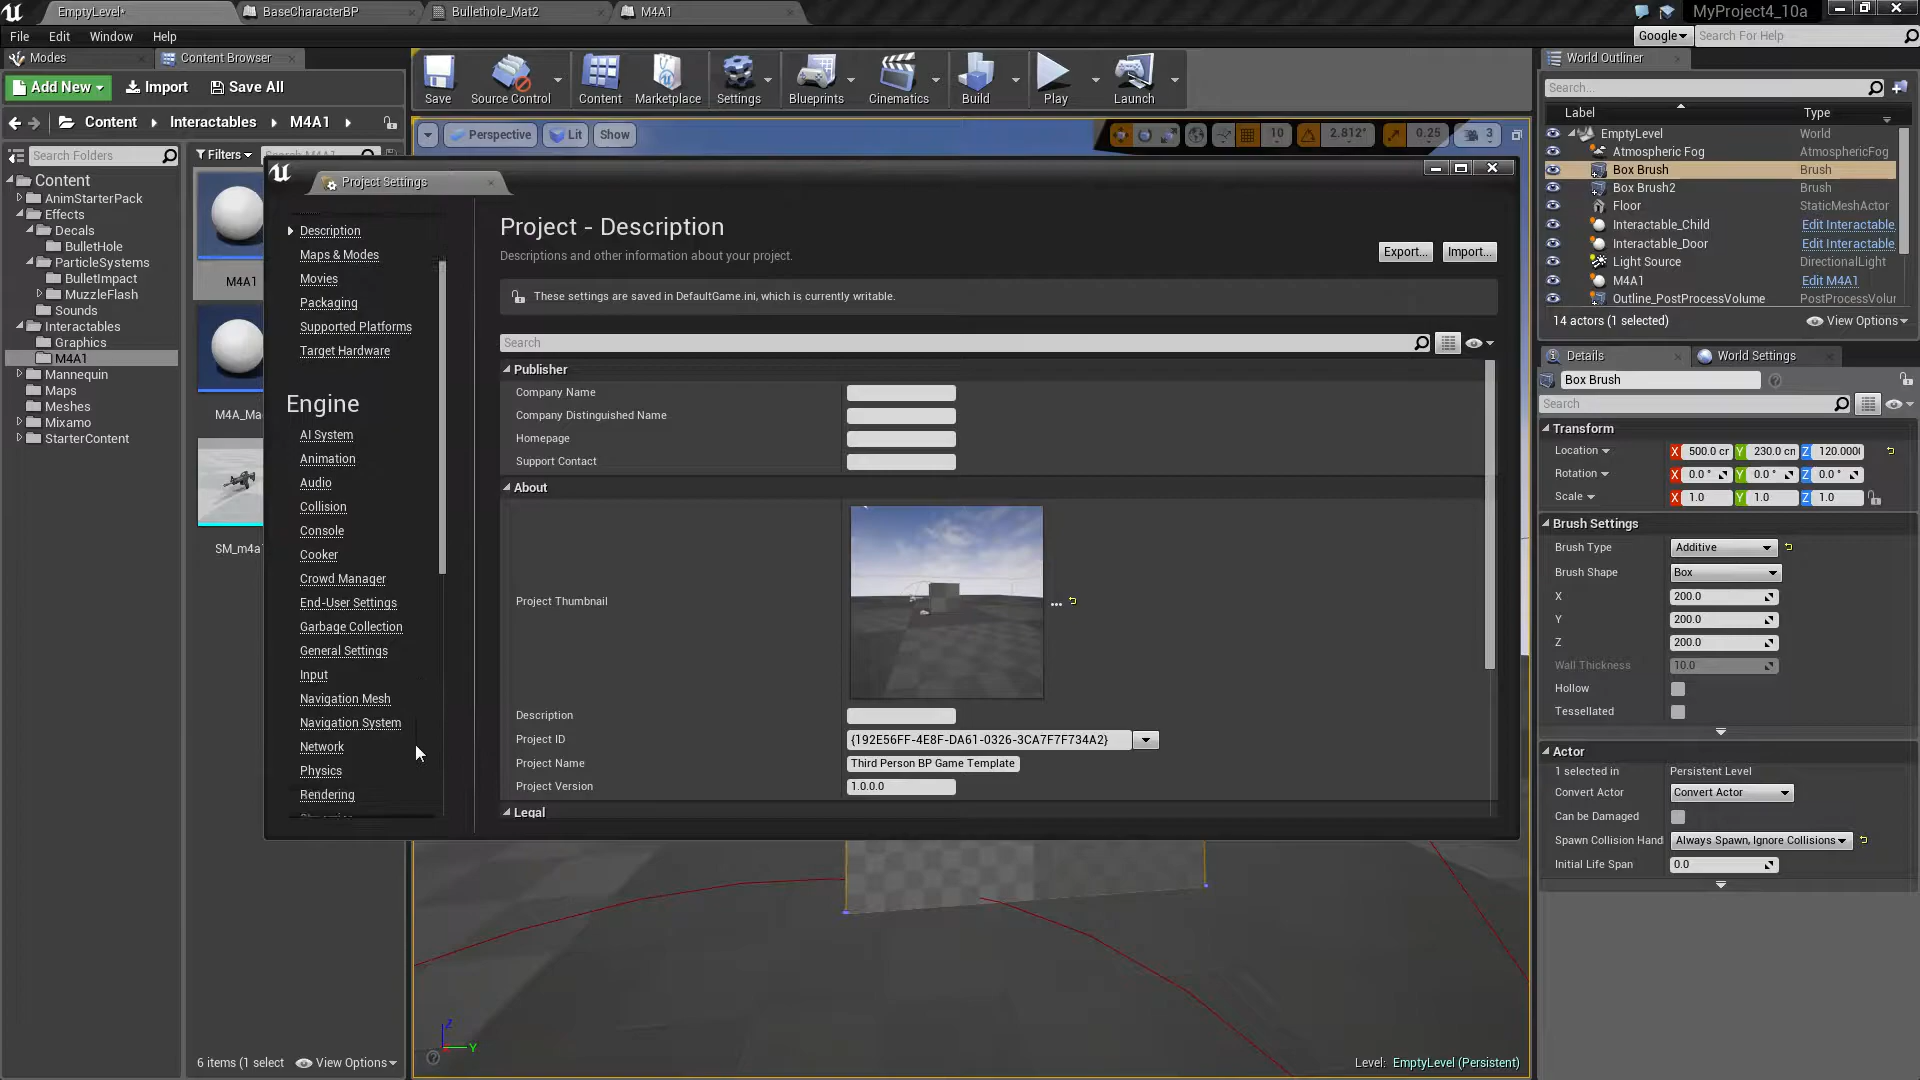 EmptyLevel*
BaseCharacterBP
Bullethole_Mat2
M4A1
MyProject4_10a
File Edit Window Help
Google
Search For Help
Modes
Content Browser
Add New
Import
Save All
Content Interactables M4A1
Search Folders
Filters
Search M4A1
Content
AnimStarterPack
Effects
Decals
BulletHole
ParticleSystems
BulletImpact
MuzzleFlash
Sounds
Interactables
Graphics
M4A1
Mannequin
Maps
Meshes
Mixamo
StarterContent
M4A1
M4A_Ma
6 items (1 select
View Options
Save
Source Control
Content
Marketplace
Settings
Blueprints
Cinematics
Build
Play
Launch
Perspective
Lit
Show
10
2.812°
0.25
3
Project Settings
Description
Maps & Modes
Movies
Packaging
Supported Platforms
Target Hardware
Engine
AI System
Animation
Audio
Collision
Console
Cooker
Crowd Manager
End-User Settings
Garbage Collection
General Settings
Input
Navigation Mesh
Navigation System
Network
Physics
Rendering
Project - Description
Descriptions and other information about your project.
Export...
Import...
These settings are saved in DefaultGame.ini, which is currently writable.
Search
Publisher
Company Name
Company Distinguished Name
Homepage
Support Contact
About
Project Thumbnail
Description
Project ID {192E56FF-4E8F-DA61-0326-3CA7F7F734A2}
Project Name Third Person BP Game Template
Project Version 1.0.0.0
Legal
Z
Y
Level: EmptyLevel (Persistent)
World Outliner
Search...
Label Type
EmptyLevel World
Atmospheric Fog AtmosphericFog
Box Brush Brush
Box Brush2 Brush
Floor StaticMeshActor
Interactable_Child Edit Interactable
Interactable_Door Edit Interactable
Light Source DirectionalLight
M4A1 Edit M4A1
Outline_PostProcessVolume PostProcessVolur
14 actors (1 selected)
View Options
Details
World Settings
Box Brush
Search
Transform
Location X 500.0 cr Y 230.0 cn Z 120.000
Rotation X 0.0 ° Y 0.0 ° Z 0.0 °
Scale X 1.0 Y 1.0 Z 1.0
Brush Settings
Brush Type Additive
Brush Shape Box
X 200.0
Y 200.0
Z 200.0
Wall Thickness 10.0
Hollow
Tessellated
Actor
1 selected in Persistent Level
Convert Actor Convert Actor
Can be Damaged
Spawn Collision Hand Always Spawn, Ignore Collisions
Initial Life Span 0.0